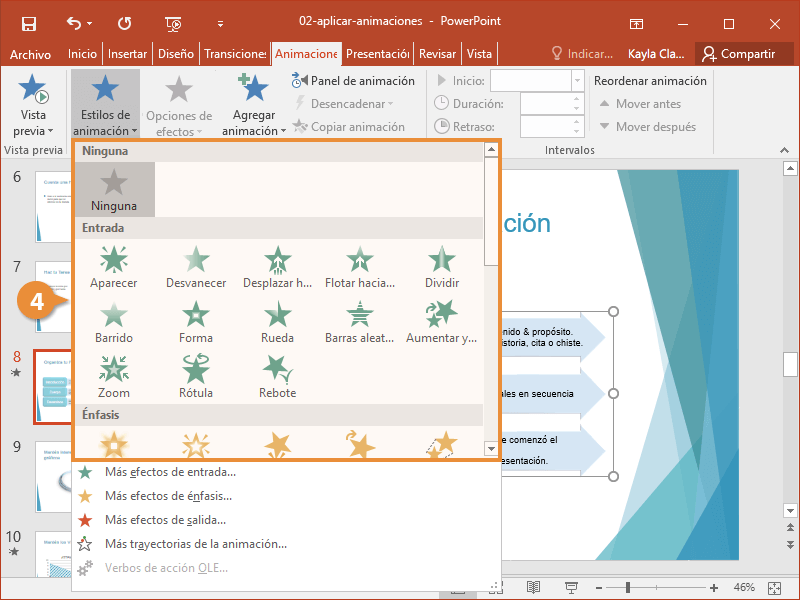 02-aplicar-animaciones - PowerPoint
Archivo Inicio Insertar Diseño Transiciones Animacione Presentació Revisar Vista Indicar... Kayla Cla... Compartir
Vista previa
Estilos de animación
Opciones de efectos
Agregar animación
Panel de animación
Desencadenar
Copiar animación
Inicio:
Duración:
Retraso:
Reordenar animación
Mover antes
Mover después
Vista previa
Intervalos
Ninguna
Ninguna
Entrada
Aparecer Desvanecer Desplazar h... Flotar hacia... Dividir
Barrido Forma Rueda Barras aleat... Aumentar y...
Zoom Rótula Rebote
Énfasis
Más efectos de entrada...
Más efectos de énfasis...
Más efectos de salida...
Más trayectorias de la animación...
Verbos de acción OLE...
4
6
7
8
9
10
ción
nido & propósito.
istoria, cita o chiste.
ales en secuencia
e comenzó el
esentación.
46%